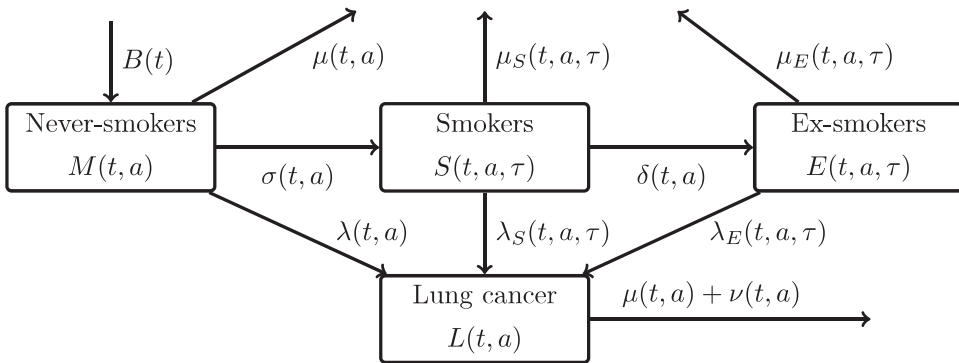 B(t)
μ(t, a)
μ_S(t, a, τ)
μ_E(t, a, τ)
Never-smokers
M(t, a)
Smokers
S(t, a, τ)
Ex-smokers
E(t, a, τ)
σ(t, a)
δ(t, a)
λ(t, a)
λ_S(t, a, τ)
λ_E(t, a, τ)
Lung cancer
L(t, a)
μ(t, a) + ν(t, a)